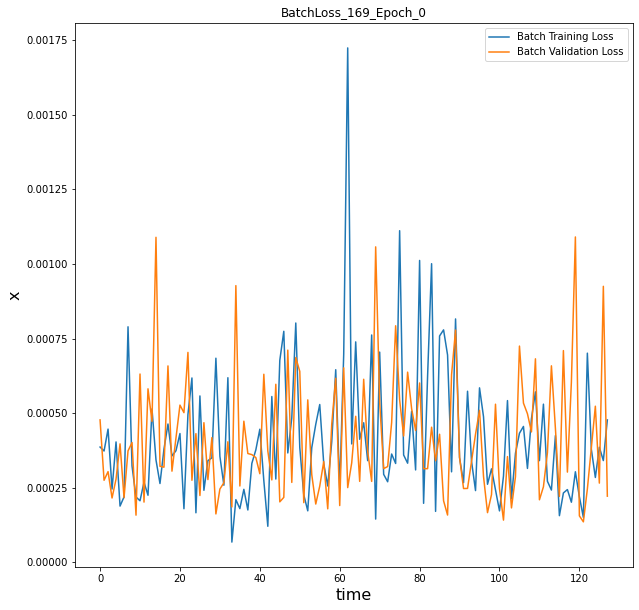 BatchLoss_169_Epoch_0
Batch Training Loss
Batch Validation Loss
0.00175
0.00150
0.00125
0.00100
0.00075
0.00050
0.00025
0.00000
x
0 20 40 60 80 100 120
time